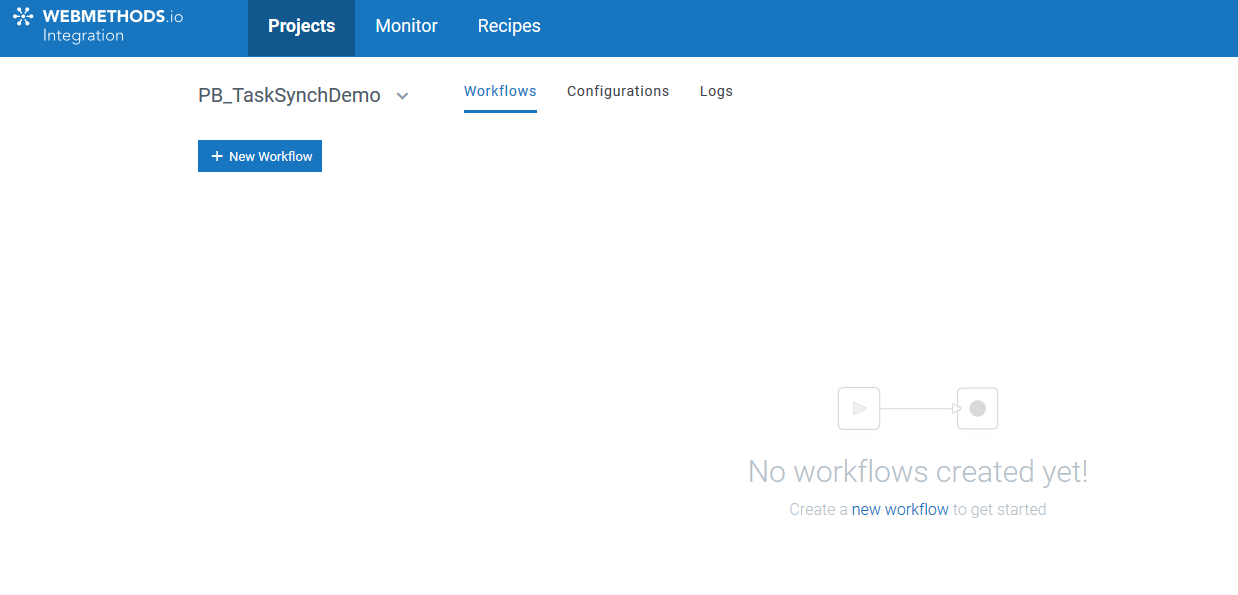 WEBMETHODS.io
Integration
Projects Monitor Recipes
PB_TaskSynchDemo
Workflows Configurations Logs
+ New Workflow
No workflows created yet!
Create a new workflow to get started